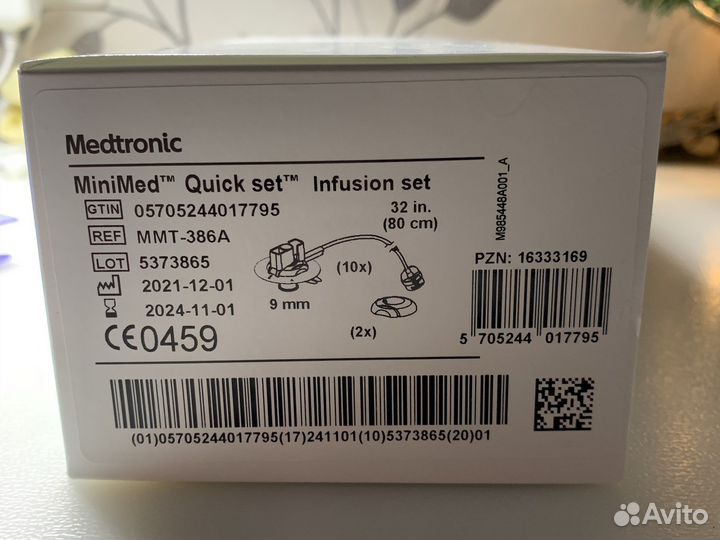 Medtronic
MiniMed™ Quick set™ Infusion set
GTIN 05705244017795
REF MMT-386A
LOT 5373865
2021-12-01
2024-11-01
CE0459
32 in.
(80 cm)
(10x)
9 mm
(2x)
M985448A001_A
PZN: 16333169
5 705244 017795
(01)05705244017795(17)241101(10)5373865(20)01
Avito